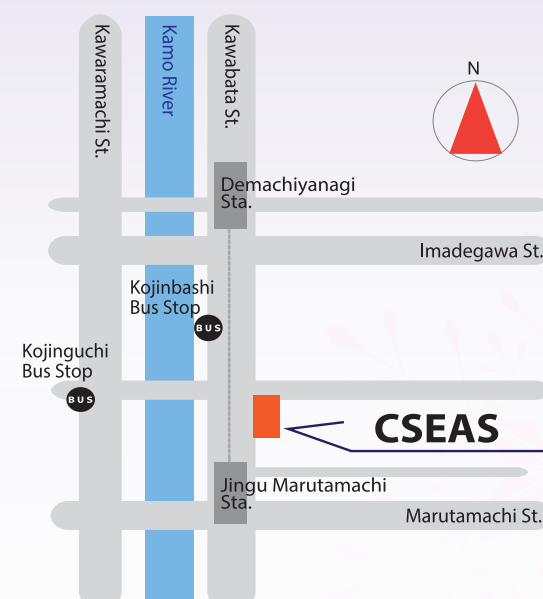 Kawaramachi St.
Kamo River
Kawabata St.
N
Demachiyanagi
Sta.
Imadegawa St.
Kojinbashi
Bus Stop
BUS
Kojinguchi
Bus Stop
BUS
CSEAS
Jingu Marutamachi
Sta.
Marutamachi St.